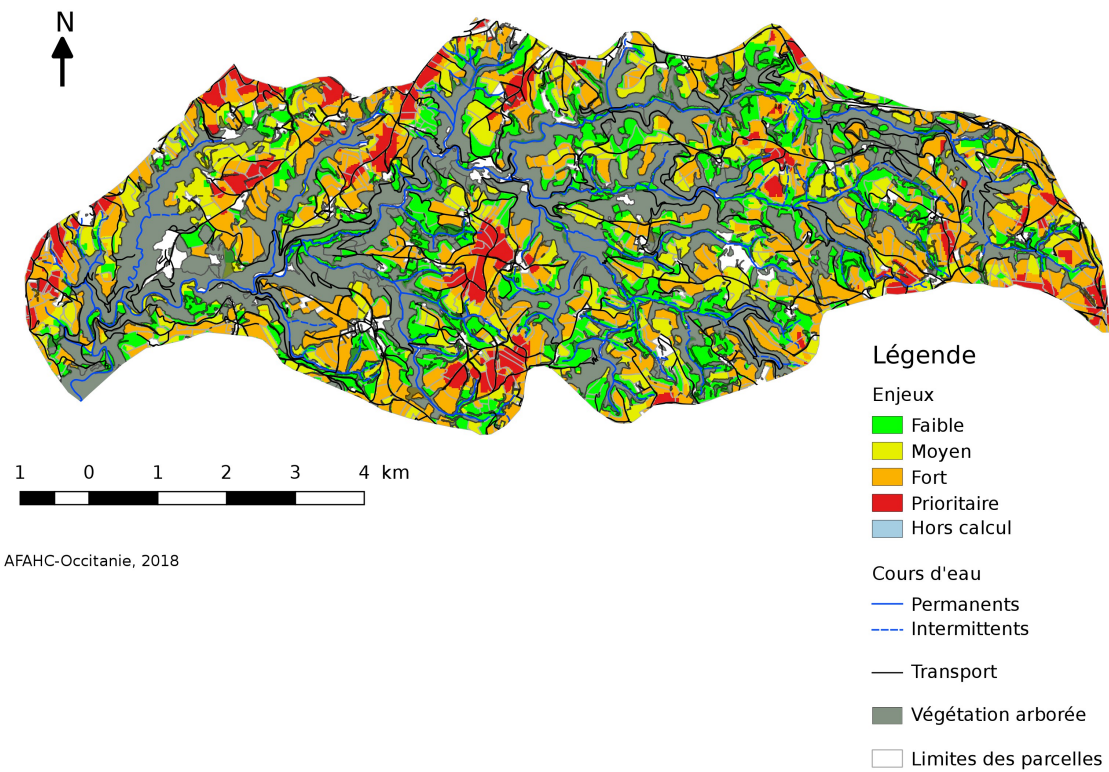 N
1 0 1 2 3 4 km
AFAHC-Occitanie, 2018
Légende
Enjeux
Faible
Moyen
Fort
Prioritaire
Hors calcul
Cours d'eau
Permanents
Intermittents
Transport
Végétation arborée
Limites des parcelles